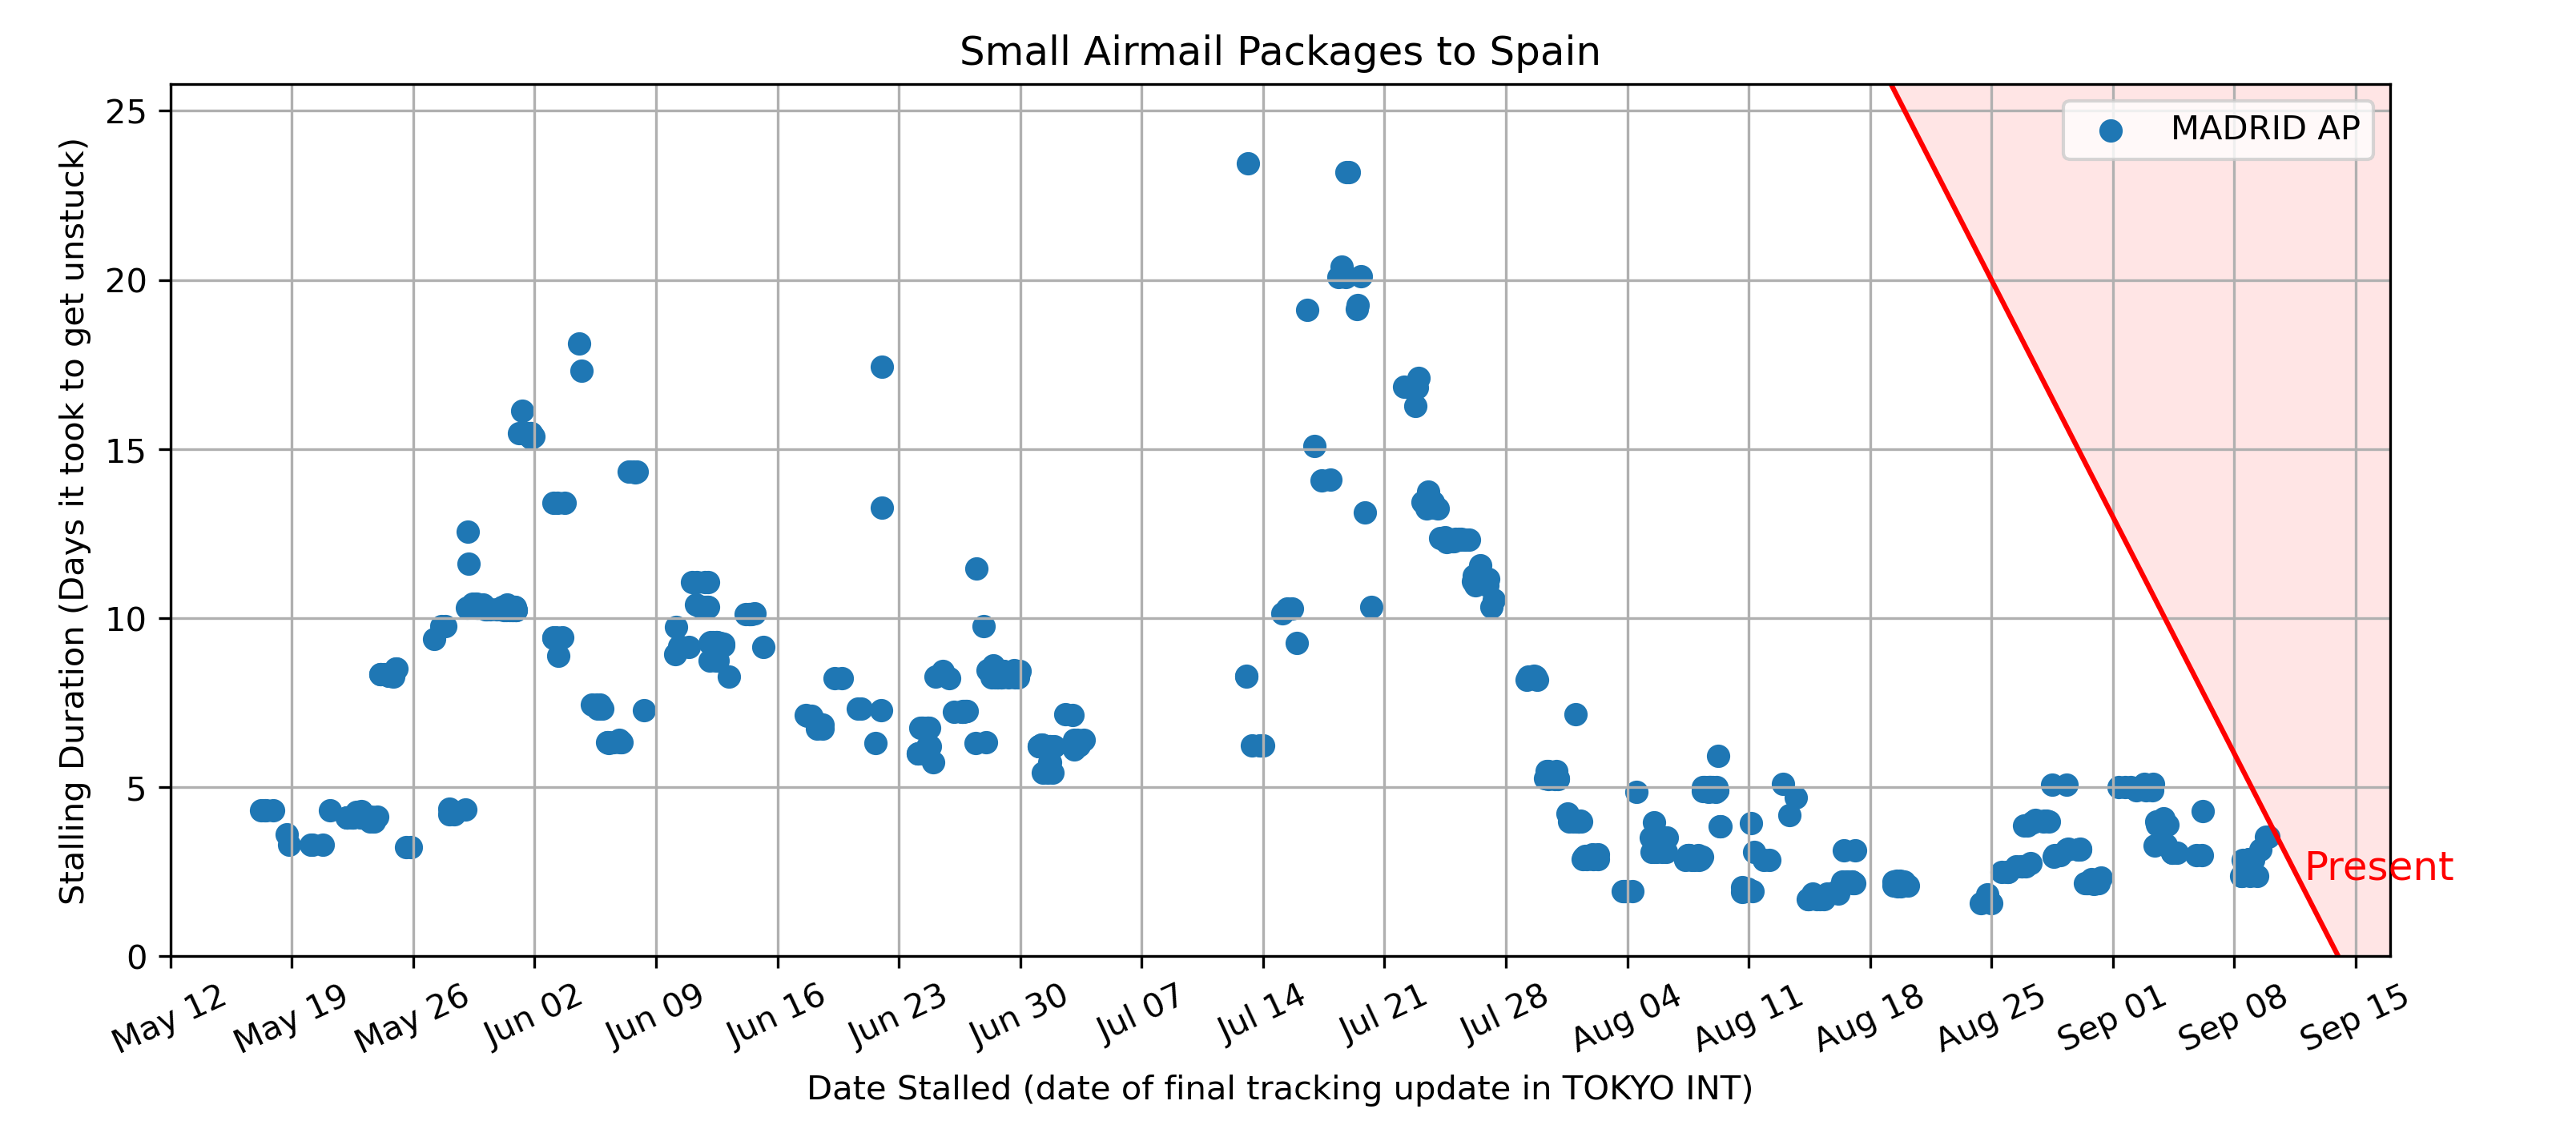 Small Airmail Packages to Spain
MADRID AP
Stalling Duration (Days it took to get unstuck)
25
20
15
10
5
0
Present
May 12
May 19
May 26
Jun 02
Jun 09
Jun 16
Jun 23
Jun 30
Jul 07
Jul 14
Jul 21
Jul 28
Aug 04
Aug 11
Aug 18
Aug 25
Sep 01
Sep 08
Sep 15
Date Stalled (date of final tracking update in TOKYO INT)